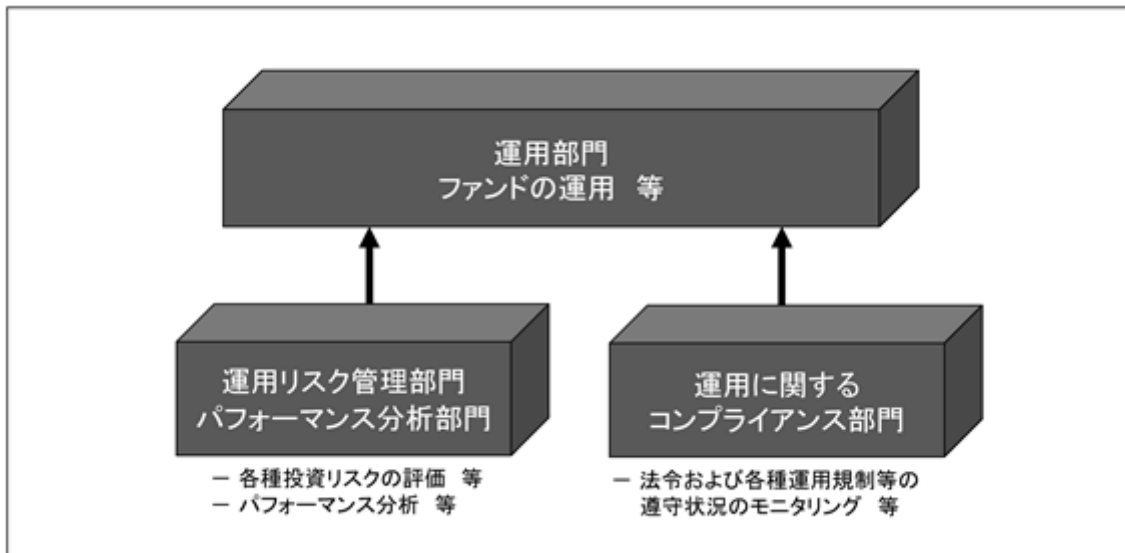 運用部門
ファンドの運用 等
運用リスク管理部門
パフォーマンス分析部門
－ 各種投資リスクの評価 等
－ パフォーマンス分析 等
運用に関する
コンプライアンス部門
－ 法令および各種運用規制等の
遵守状況のモニタリング 等